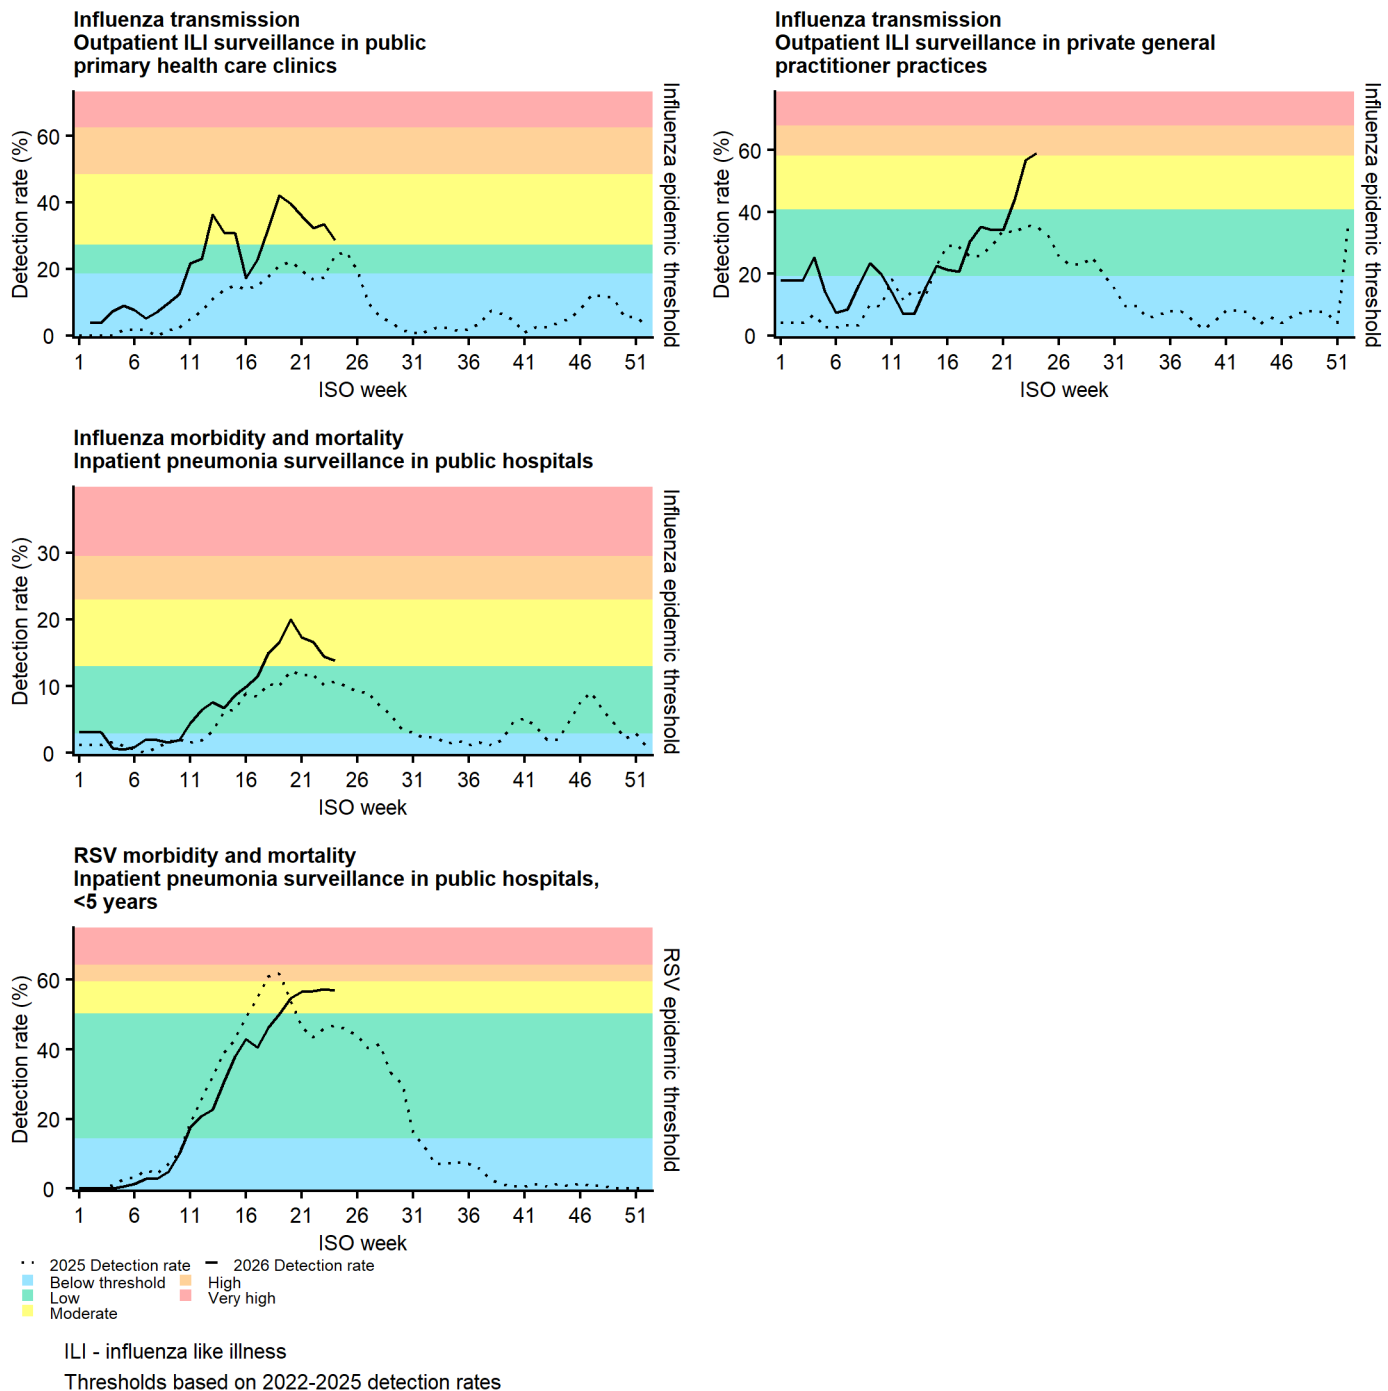 Influenza transmission
Outpatient ILI surveillance in public
primary health care clinics
Detection rate (%)
60
40
20
0
1 6 11 16 21 26 31 36 41 46 51
ISO week
Influenza epidemic threshold
Influenza transmission
Outpatient ILI surveillance in private general
practitioner practices
Detection rate (%)
60
40
20
0
1 6 11 16 21 26 31 36 41 46 51
ISO week
Influenza epidemic threshold
Influenza morbidity and mortality
Inpatient pneumonia surveillance in public hospitals
Detection rate (%)
30
20
10
0
1 6 11 16 21 26 31 36 41 46 51
ISO week
Influenza epidemic threshold
RSV morbidity and mortality
Inpatient pneumonia surveillance in public hospitals,
<5 years
Detection rate (%)
60
40
20
0
1 6 11 16 21 26 31 36 41 46 51
ISO week
RSV epidemic threshold
2025 Detection rate 2026 Detection rate
Below threshold High
Low Very high
Moderate
ILI - influenza like illness
Thresholds based on 2022-2025 detection rates